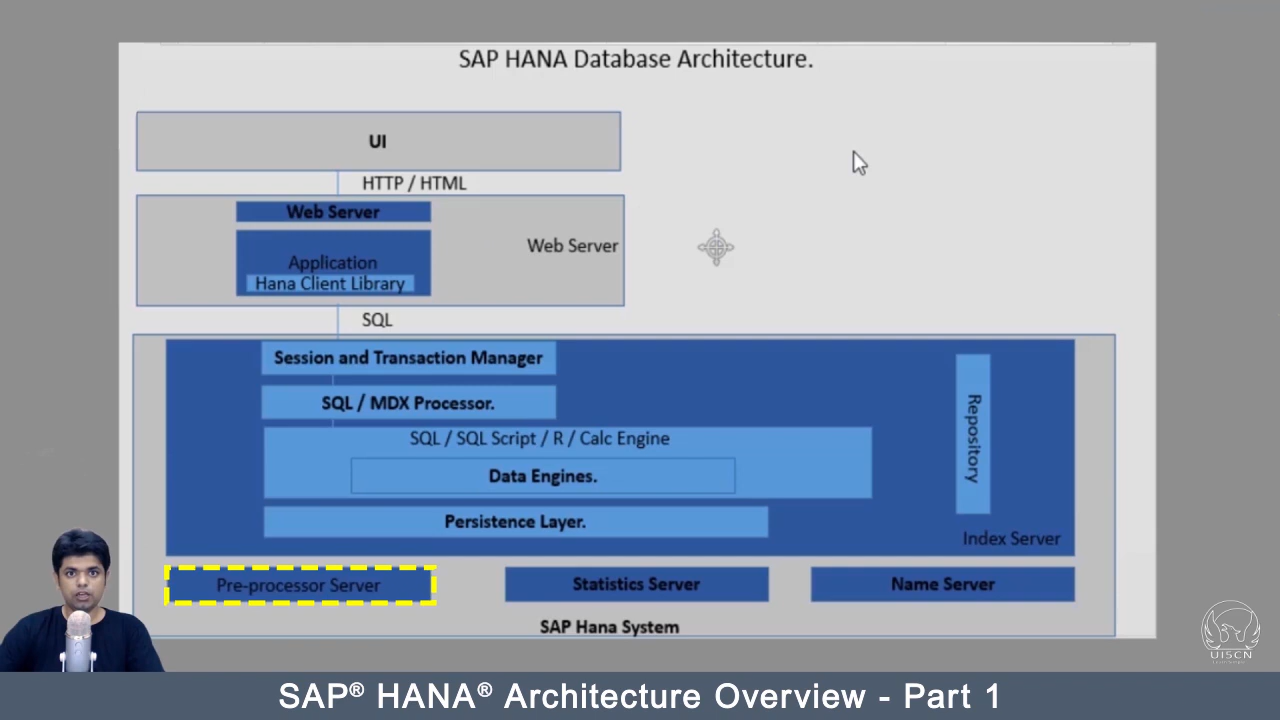 SAP HANA Database Architecture.
UI
HTTP / HTML
Web Server
Application
Hana Client Library
Web Server
SQL
Session and Transaction Manager
SQL / MDX Processor.
SQL / SQL Script / R / Calc Engine
Data Engines.
Persistence Layer.
Repository
Index Server
Pre-processor Server
Statistics Server
Name Server
SAP Hana System
UISCN
SAP® HANA® Architecture Overview - Part 1